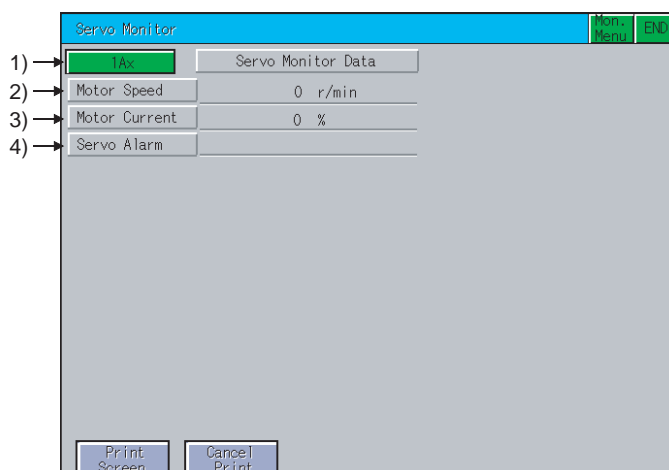 Servo Monitor
Mon. Menu
END
1) 1Ax
Servo Monitor Data
2) Motor Speed 0 r/min
3) Motor Current 0 %
4) Servo Alarm
Print Screen
Cancel Print